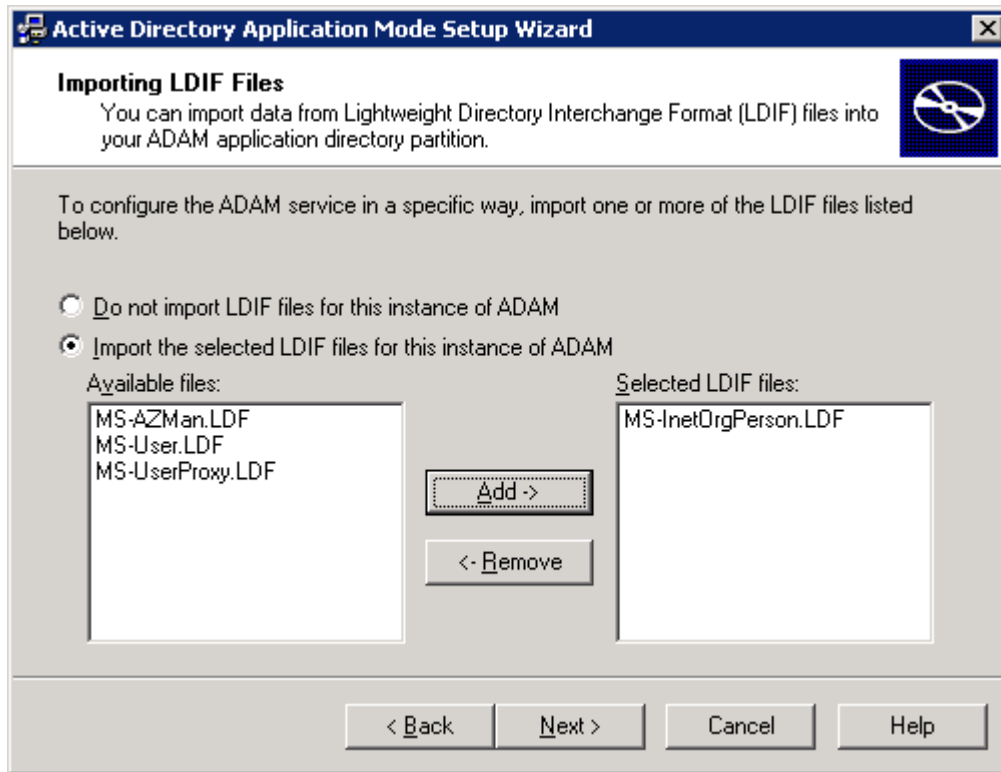 Active Directory Application Mode Setup Wizard
Importing LDIF Files
You can import data from Lightweight Directory Interchange Format (LDIF) files into
your ADAM application directory partition.
To configure the ADAM service in a specific way, import one or more of the LDIF files listed
below.
Do not import LDIF files for this instance of ADAM
Import the selected LDIF files for this instance of ADAM
Available files:
MS-AZMan.LDF
MS-User.LDF
MS-UserProxy.LDF
Add ->
<- Remove
Selected LDIF files:
MS-InetOrgPerson.LDF
< Back
Next >
Cancel
Help